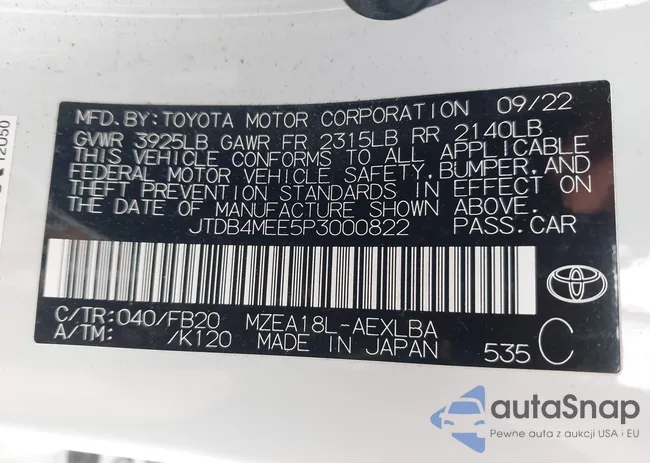 MFD.BY:TOYOTA MOTOR CORPORATION 09/22
GVWR 3925LB GAWR FR 2315LB RR 2140LB
THIS VEHICLE CONFORMS TO ALL APPLICABLE
FEDERAL MOTOR VEHICLE SAFETY,BUMPER,AND
THEFT PREVENTION STANDARDS IN EFFECT ON
THE DATE OF MANUFACTURE SHOWN ABOVE.
JTDB4MEE5P3000822 PASS.CAR
C/TR:040/FB20 MZEA18L-AEXLBA
A/TM: /K120 MADE IN JAPAN 535 C
12050
autaSnap
Pewne auta z aukcji USA i EU